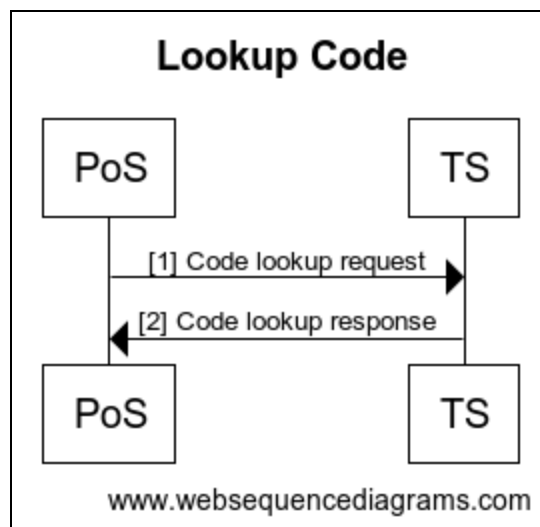 Lookup Code
PoS TS
[1] Code lookup request
[2] Code lookup response
PoS TS
www.websequencediagrams.com